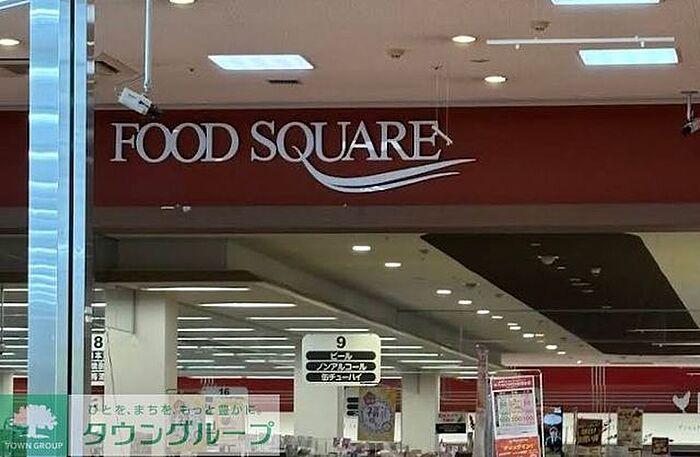 FOOD SQUARE
9
ビール
ノンアルコール
缶チューハイ
8
16
ひとを、まちを、もっと豊かに。
タウングループ
TOWN GROUP